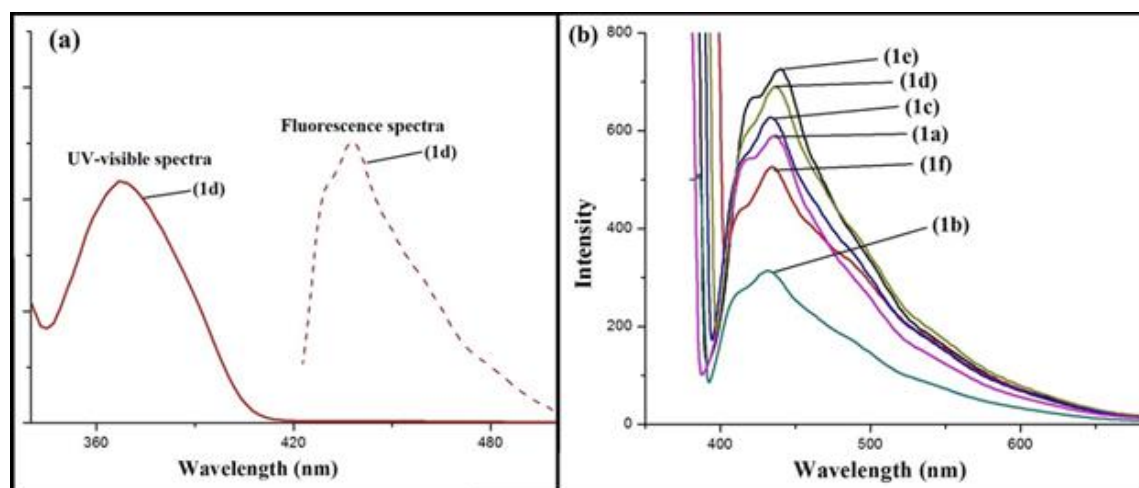 (a)
Fluorescence spectra
(1d)
UV-visible spectra
(1d)
360
420
480
Wavelength (nm)
(b)
800
600
400
200
0
Intensity
(1e)
(1d)
(1c)
(1a)
(1f)
(1b)
400
500
600
Wavelength (nm)